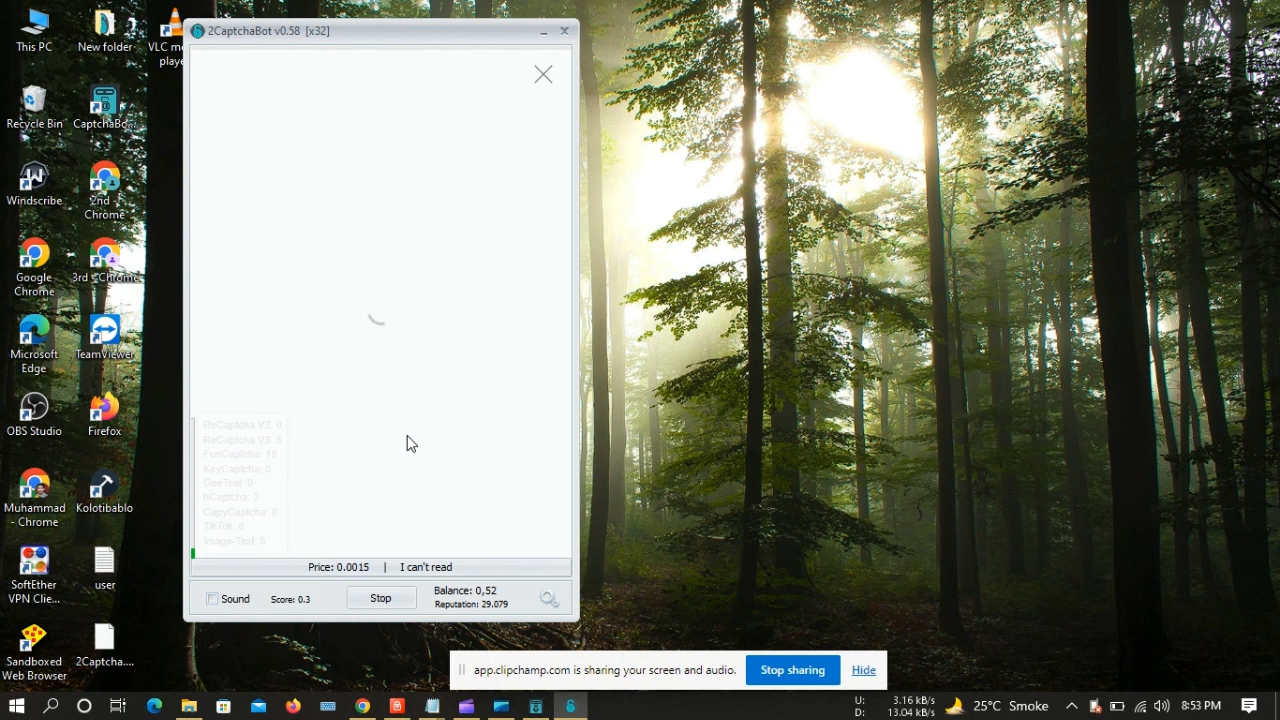 This PC
New folder
VLC me
playe
2CaptchaBot v0.58 [x32]
Recycle Bin
CaptchaBo...
Windscribe
2nd -
Chrome
Google
Chrome
3rd - Chrome
Microsoft
Edge
TeamViewer
OBS Studio
Firefox
Muhammad
- Chrome
Kolotibablo
SoftEther
VPN Clie...
user
Sandboxed
Web Browser
2Captcha....
ReCaptcha V2: 0
ReCaptcha V3: 5
FunCaptcha: 10
KeyCaptcha: 0
GeeTest: 0
hCaptcha: 2
CapyCaptcha: 0
TikTok: 0
Image-Text: 0
Price: 0.0015 | I can't read
Sound
Score: 0.3
Stop
Balance: 0,52
Reputation: 29.079
app.clipchamp.com is sharing your screen and audio.
Stop sharing
Hide
U: 3.16 kB/s
D: 13.04 kB/s
25°C Smoke
8:53 PM